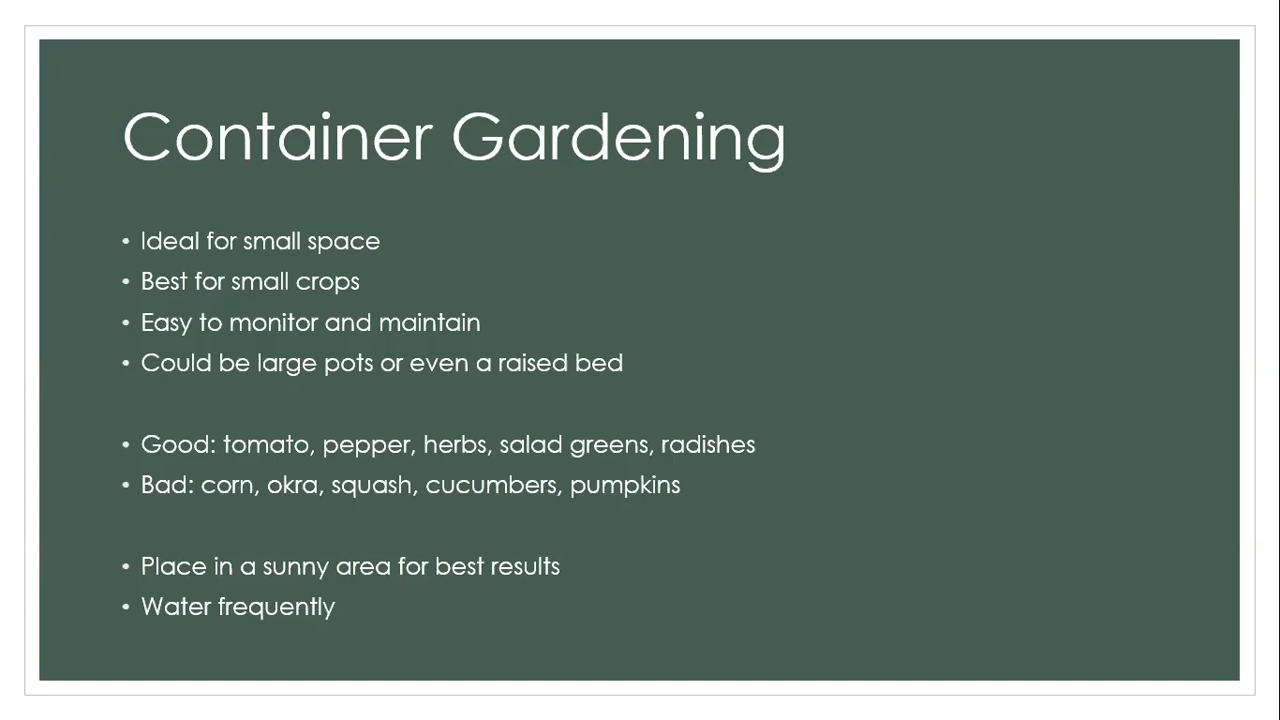 Container Gardening
• Ideal for small space
• Best for small crops
• Easy to monitor and maintain
• Could be large pots or even a raised bed
• Good: tomato, pepper, herbs, salad greens, radishes
• Bad: corn, okra, squash, cucumbers, pumpkins
• Place in a sunny area for best results
• Water frequently